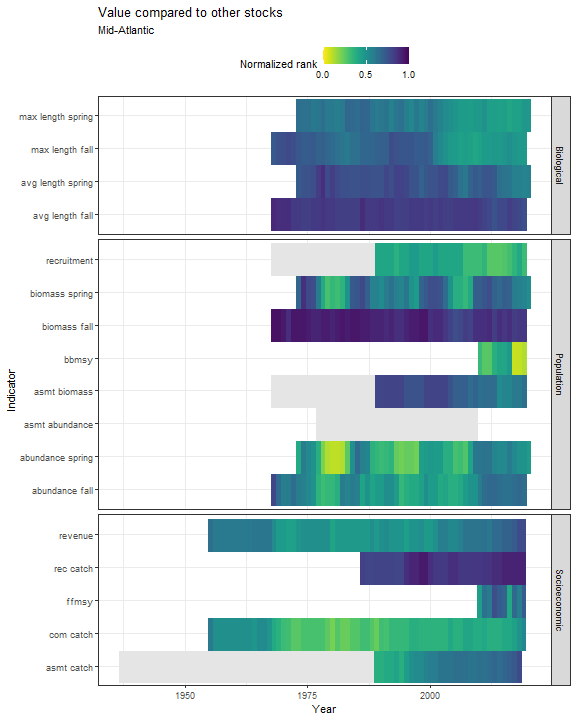 Value compared to other stocks
Mid-Atlantic
Normalized rank
0.0 0.5 1.0
max length spring
max length fall
avg length spring
avg length fall
Biological
recruitment
biomass spring
biomass fall
bbmsy
asmt biomass
asmt abundance
abundance spring
abundance fall
Population
revenue
rec catch
ffmsy
com catch
asmt catch
Socioeconomic
Indicator
1950 1975 2000
Year